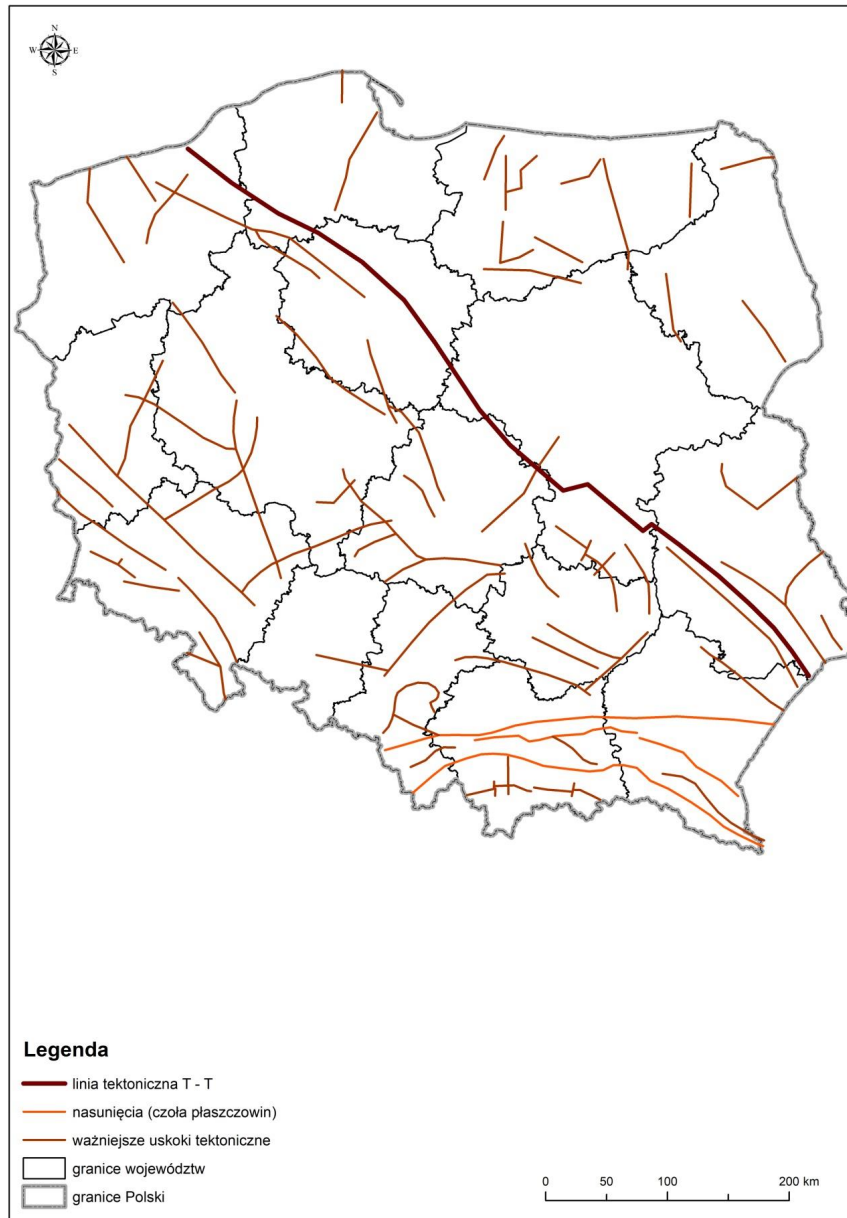 N
W E
S
Legenda
linia tektoniczna T - T
nasunięcia (czoła płaszczowin)
ważniejsze uskoki tektoniczne
granice województw
granice Polski
0 50 100 200 km